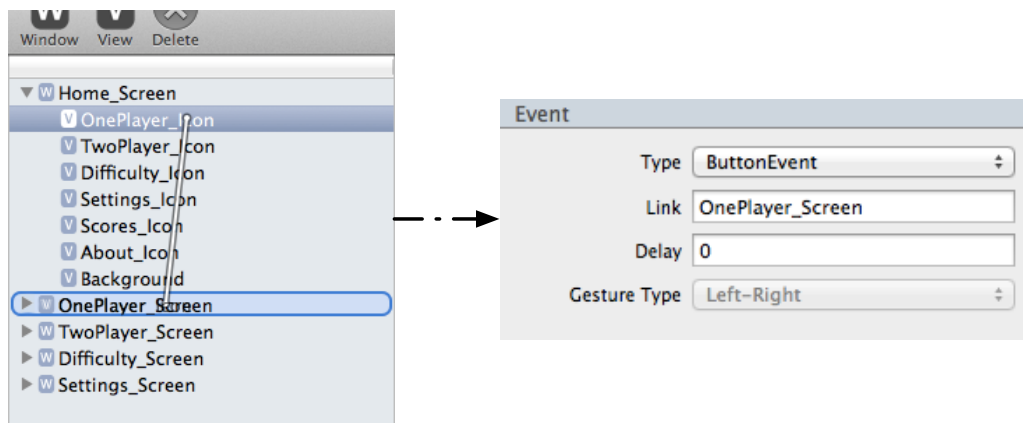 Window View Delete
W Home_Screen
V OnePlayer_Icon
V TwoPlayer_Icon
V Difficulty_Icon
V Settings_Icon
V Scores_Icon
V About_Icon
V Background
W OnePlayer_Screen
W TwoPlayer_Screen
W Difficulty_Screen
W Settings_Screen
Event
Type ButtonEvent
Link OnePlayer_Screen
Delay 0
Gesture Type Left-Right